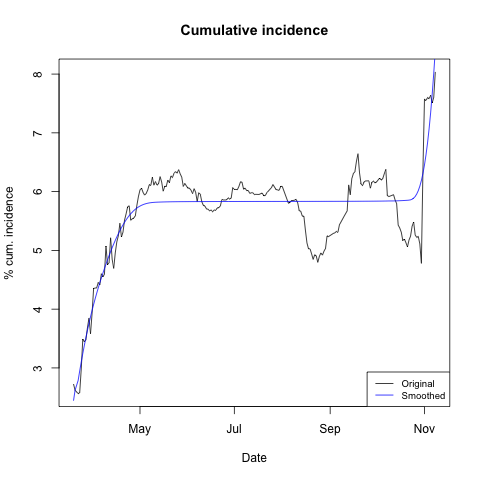 Cumulative incidence
% cum. incidence
8
7
6
5
4
3
Original
Smoothed
May Jul Sep Nov
Date